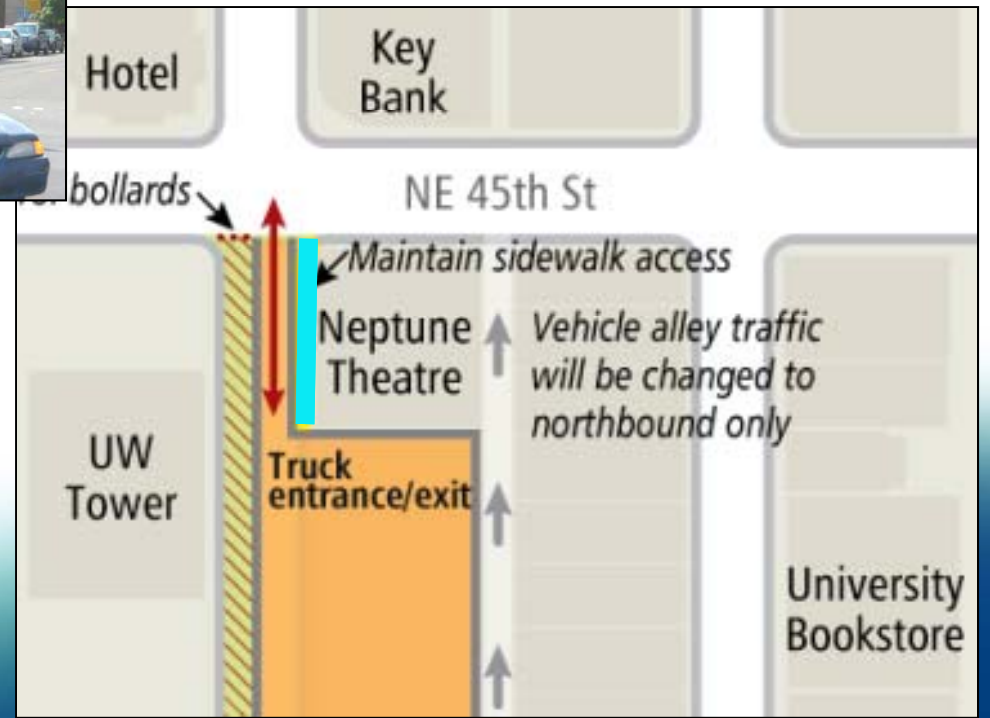 Hotel
Key
Bank
bollards
NE 45th St
Maintain sidewalk access
Neptune
Theatre
Vehicle alley traffic
will be changed to
northbound only
UW
Tower
Truck
entrance/exit
University
Bookstore